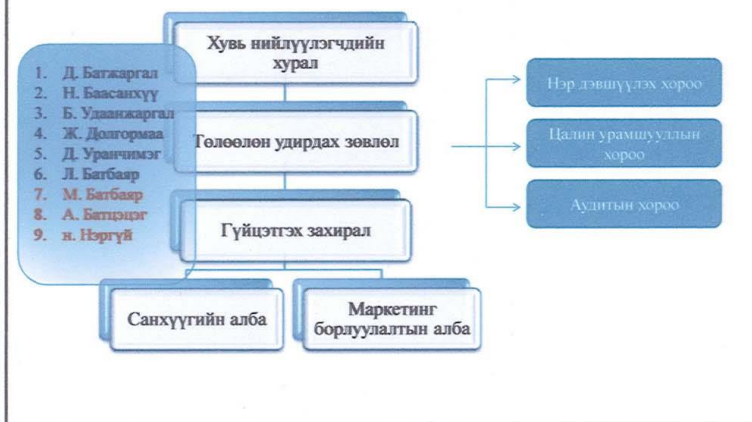 Хувь нийлүүлэгчдийн
хурал
1. Д. Батжаргал
2. Н. Баасанхүү
3. Б. Удаанжаргал
4. Ж. Долгормаа
5. Д. Уранчимэг
6. Л. Батбаяр
7. М. Батбаяр
8. А. Батцэцэг
9. н. Нэргүй
Төлөөлөн удирдах зөвлөл
Гүйцэтгэх захирал
Санхүүгийн алба
Маркетинг
борлуулалтын алба
Нэр дэвшүүлэх хороо
Цалин урамшууллын
хороо
Аудитын хороо